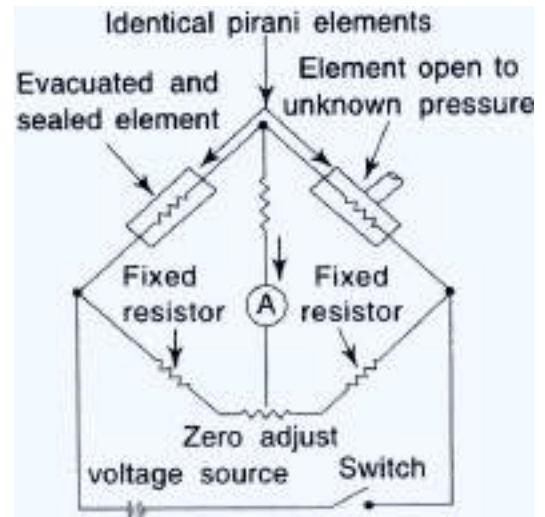 Identical pirani elements
Evacuated and
sealed element
Element open to
unknown pressure
Fixed
resistor
A
Fixed
resistor
Zero adjust
voltage source
Switch